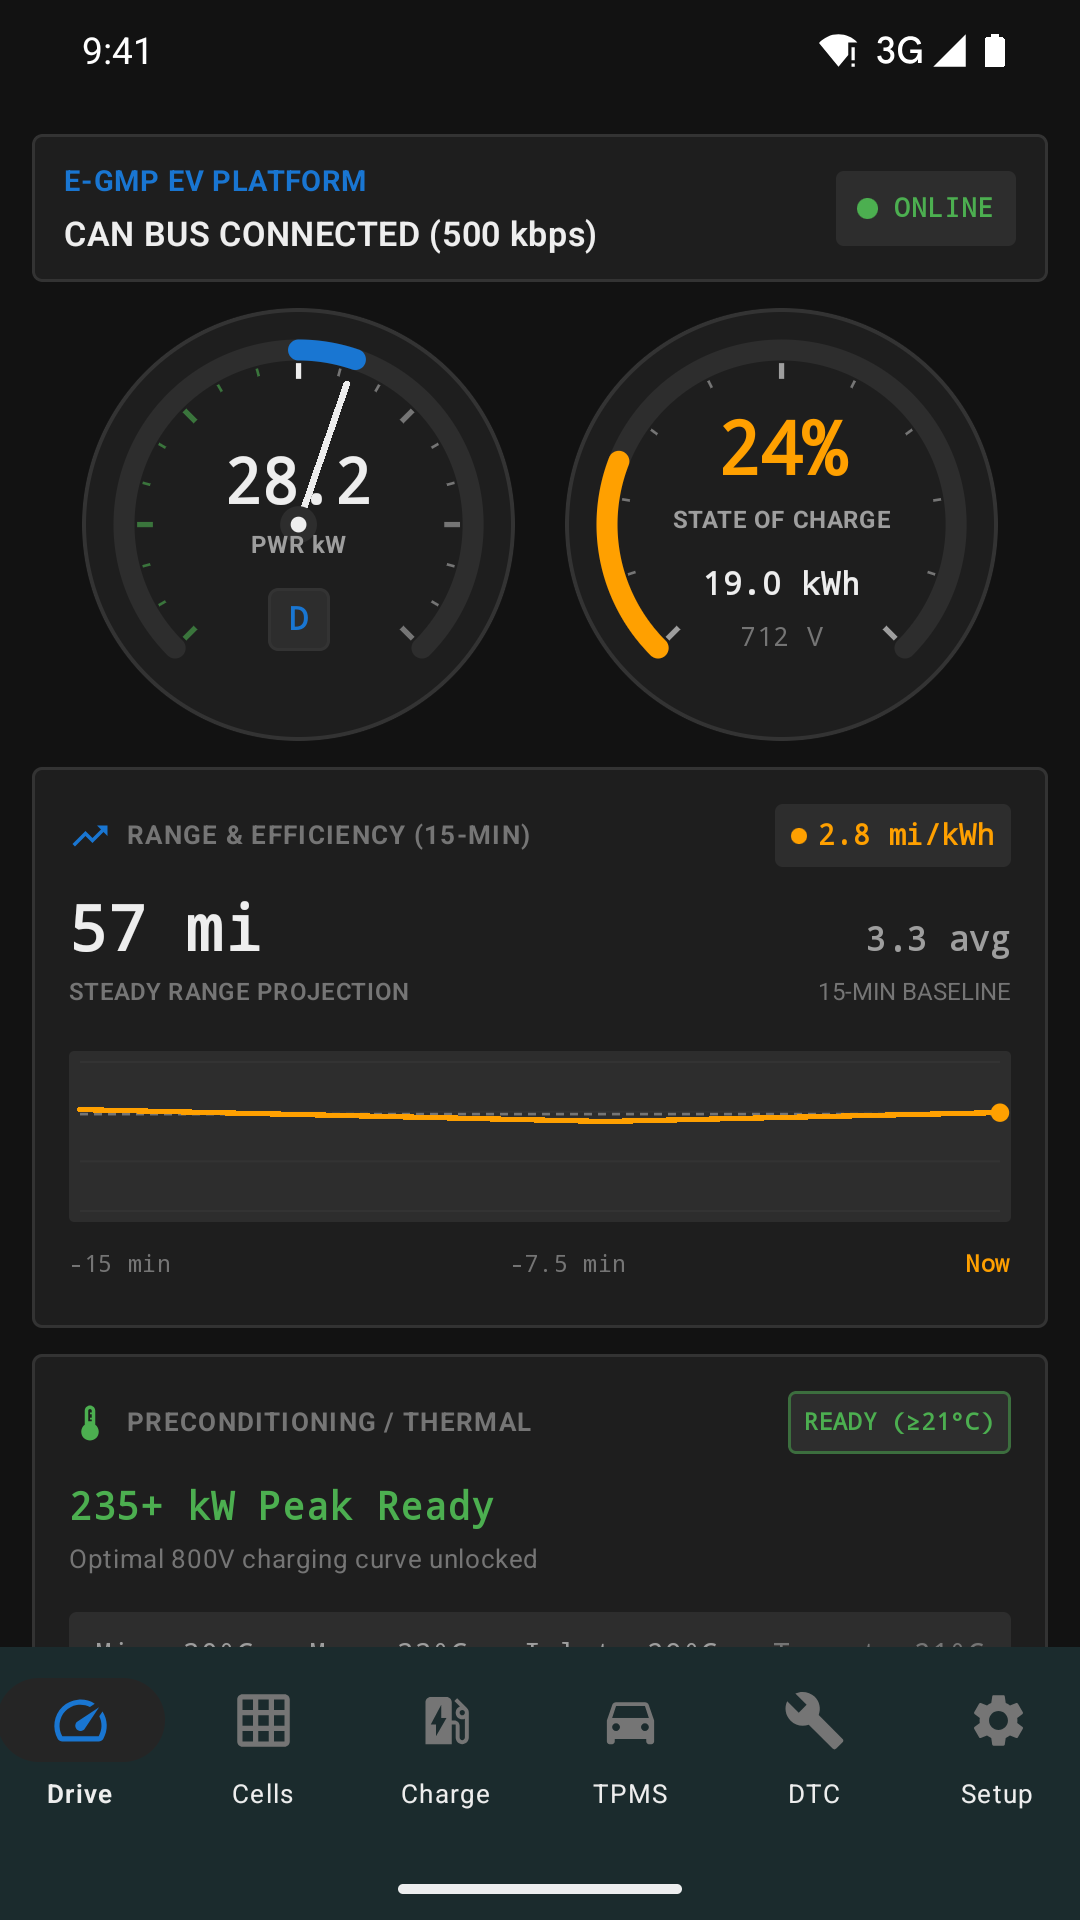 9:41
3G
E-GMP EV PLATFORM
CAN BUS CONNECTED (500 kbps)
ONLINE
28.2
PWR kW
D
24%
STATE OF CHARGE
19.0 kWh
712 V
RANGE & EFFICIENCY (15-MIN)
2.8 mi/kWh
57 mi
3.3 avg
STEADY RANGE PROJECTION
15-MIN BASELINE
-15 min
-7.5 min
Now
PRECONDITIONING / THERMAL
READY (≥21°C)
235+ kW Peak Ready
Optimal 800V charging curve unlocked
Drive
Cells
Charge
TPMS
DTC
Setup